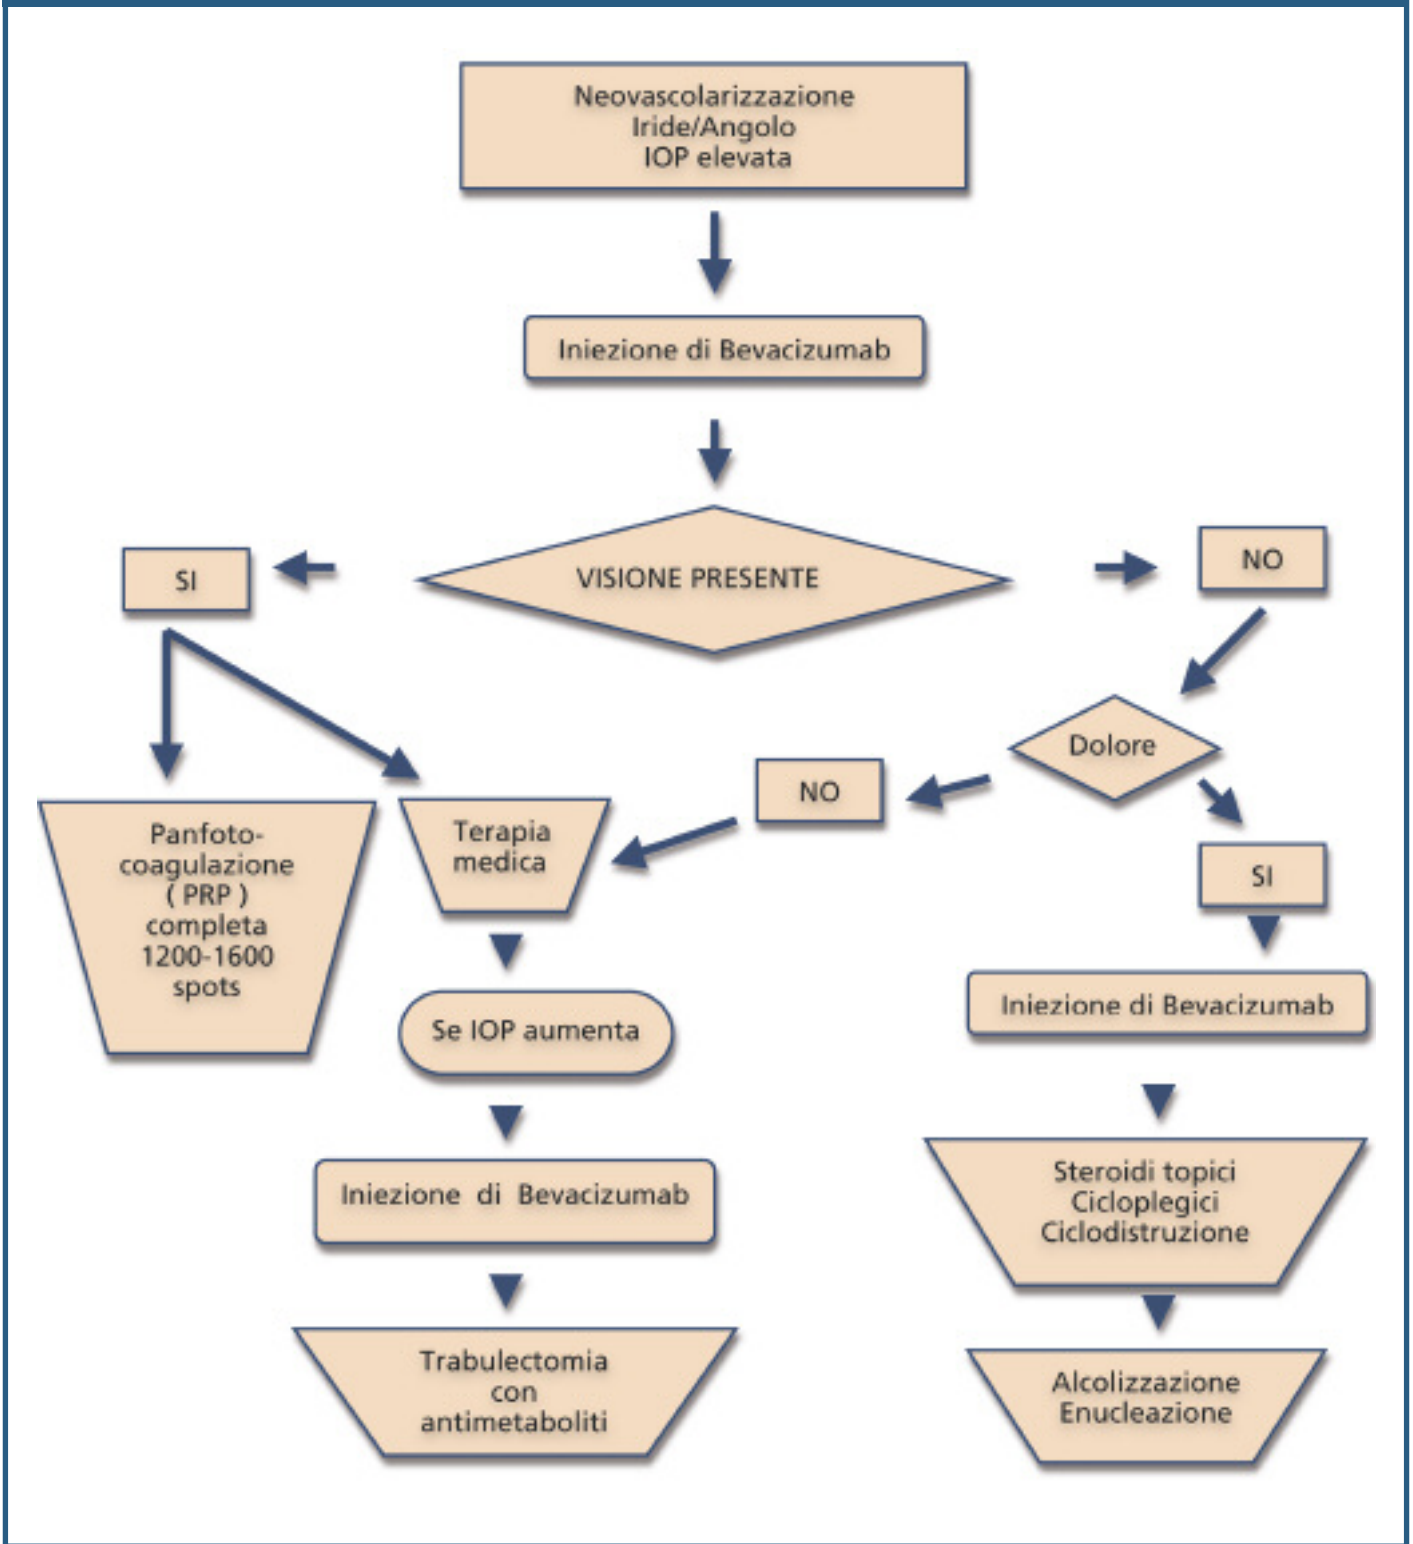 Neovascolarizzazione
Iride/Angolo
IOP elevata
Iniezione di Bevacizumab
VISIONE PRESENTE
SI
NO
Dolore
NO
SI
Panfoto-
coagulazione
( PRP )
completa
1200-1600
spots
Terapia
medica
Se IOP aumenta
Iniezione di Bevacizumab
Trabulectomia
con
antimetaboliti
Iniezione di Bevacizumab
Steroidi topici
Cicloplegici
Ciclodistruzione
Alcolizzazione
Enucleazione